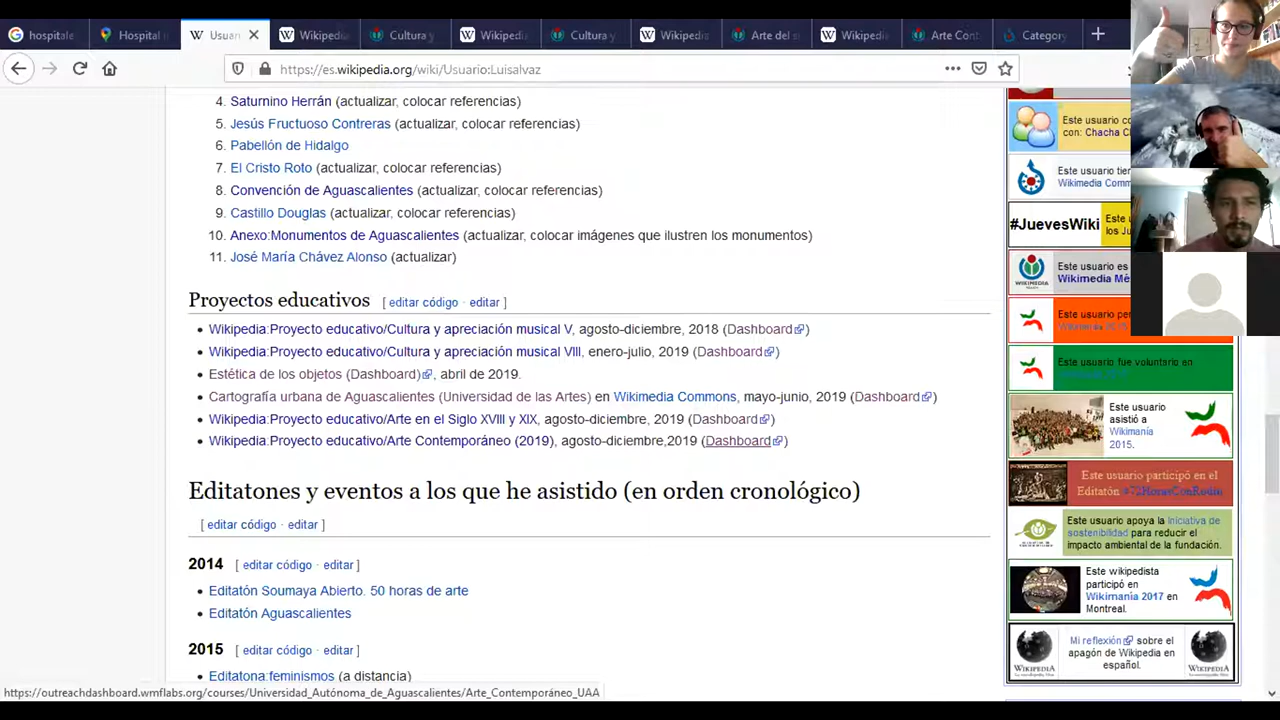 hospitale
Hospital
Usua
Wikipedia
Cultura y
Wikipedia
Cultura y
Wikipedia
Arte del s
Wikipedia
Arte Con
Category
https://es.wikipedia.org/wiki/Usuario:Luisalvaz
4. Saturnino Herrán (actualizar, colocar referencias)
5. Jesús Fructuoso Contreras (actualizar, colocar referencias)
6. Pabellón de Hidalgo
7. El Cristo Roto (actualizar, colocar referencias)
8. Convención de Aguascalientes (actualizar, colocar referencias)
9. Castillo Douglas (actualizar, colocar referencias)
10. Anexo:Monumentos de Aguascalientes (actualizar, colocar imágenes que ilustren los monumentos)
11. José María Chávez Alonso (actualizar)
Proyectos educativos [ editar código · editar ]
• Wikipedia:Proyecto educativo/Cultura y apreciación musical V, agosto-diciembre, 2018 (Dashboard)
• Wikipedia:Proyecto educativo/Cultura y apreciación musical VIII, enero-julio, 2019 (Dashboard)
• Estética de los objetos (Dashboard, abril 2019.
• Cartografía urbana de Aguascalientes (Universidad de las Artes) en Wikimedia Commons, mayo-junio, 2019 (Dashboard)
• Wikipedia:Proyecto educativo/Arte en el Siglo XVIII y XIX, agosto-diciembre, 2019 (Dashboard)
• Wikipedia:Proyecto educativo/Arte Contemporáneo (2019), agosto-diciembre,2019 (Dashboard)
Editatones y eventos a los que he asistido (en orden cronológico)
[ editar código · editar ]
2014 [ editar código · editar ]
• Editatón Soumaya Abierto. 50 horas de arte
• Editatón Aguascalientes
2015 [ editar código · editar ]
• Editatona:feminismos (a distancia)
https://outreachdashboard.wmflabs.org/courses/Universidad_Autónoma_de_Aguascalientes/Arte_Contemporáneo_UAA
Este usuario co
con: Chacha C
Este usuario tien
Wikimedia Comm
#JuevesWiki
Este u
los Ju
WIKIMEDIA
Este usuario es
Wikimedia Mé
Este usuario per
Este usuario fue voluntario en
Este usuario
asistió a
Wikimanía
2015.
Este usuario participó en el
Editatón #72HorasConRodin
Este usuario apoya la Iniciativa de
sostenibilidad para reducir el
impacto ambiental de la fundación.
Este wikipedista
participó en
Wikimanía 2017 en
Montreal.
WIKIPEDIA
Mi reflexión sobre el
apagón de Wikipedia en
español.
WIKIPEDIA